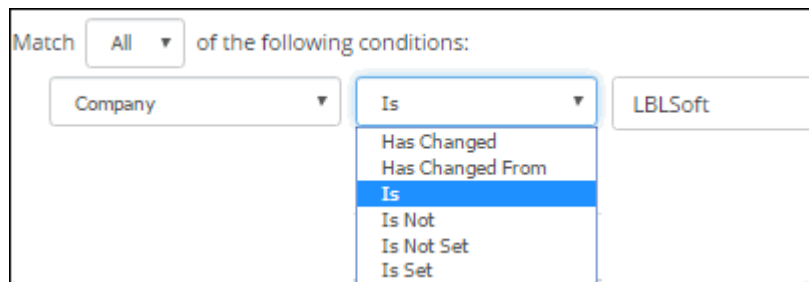 Match All of the following conditions:
Company Is LBLSoft
Has Changed
Has Changed From
Is
Is Not
Is Not Set
Is Set